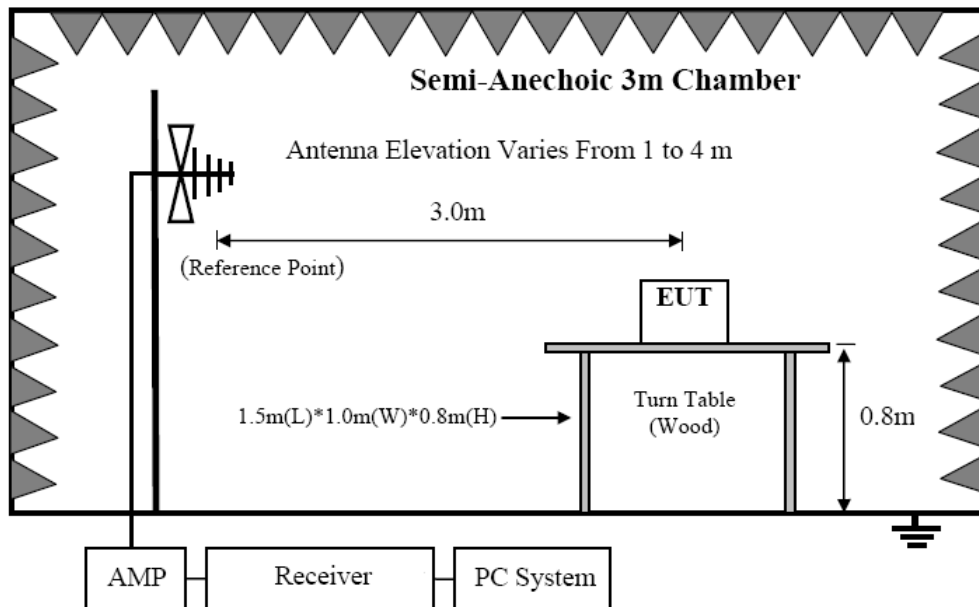 Semi-Anechoic 3m Chamber
Antenna Elevation Varies From 1 to 4 m
3.0m
(Reference Point)
EUT
1.5m(L)*1.0m(W)*0.8m(H)
Turn Table
(Wood)
0.8m
AMP
Receiver
PC System